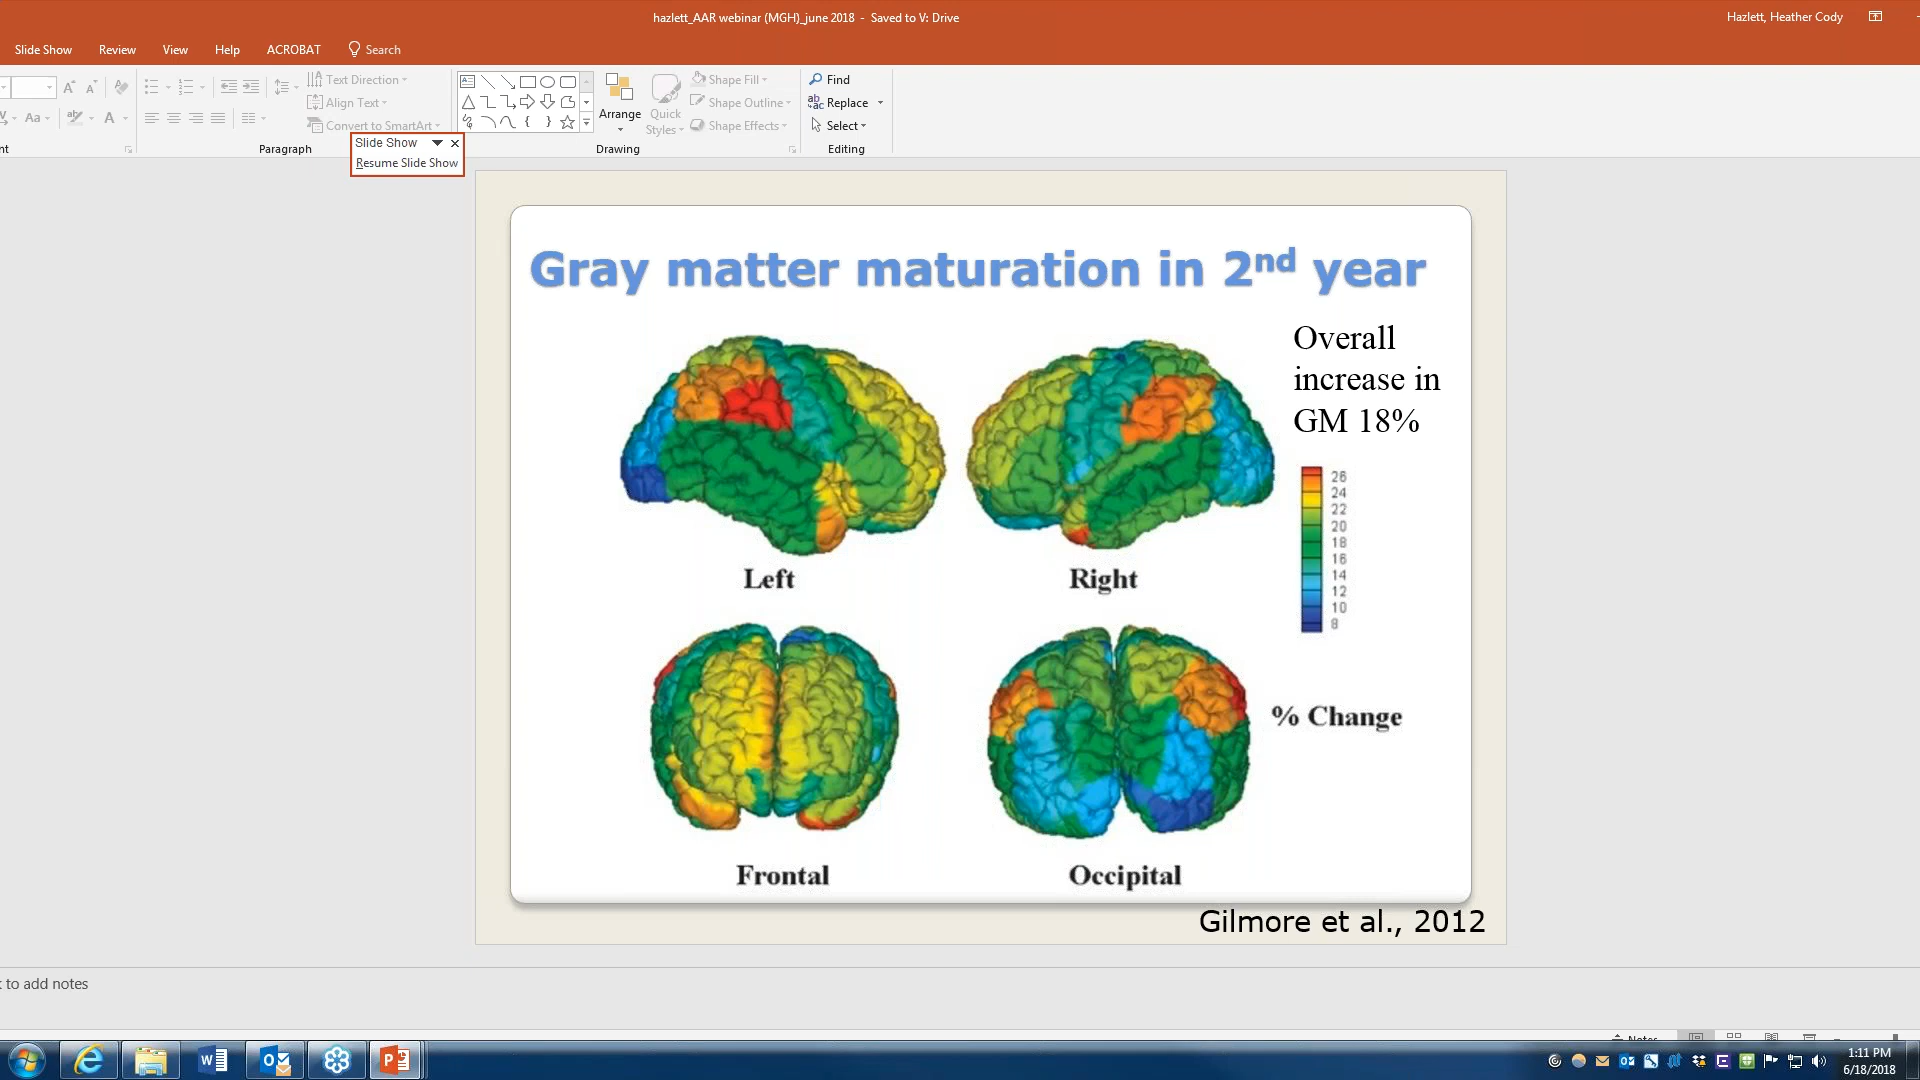 hazlett_AAR webinar (MGH)_june 2018 - Saved to V: Drive
Hazlett, Heather Cody
Slide Show Review View Help ACROBAT Search
Text Direction
Align Text
Convert to SmartArt
Aa
A
Paragraph
Arrange
Quick
Styles
Shape Fill
Shape Outline
Shape Effects
Drawing
Find
Replace
Select
Editing
Slide Show
Resume Slide Show
Gray matter maturation in 2nd year
Overall
increase in
GM 18%
26
24
22
20
18
16
14
12
10
8
Left
Right
% Change
Frontal
Occipital
Gilmore et al., 2012
to add notes
Notes
1:11 PM
6/18/2018